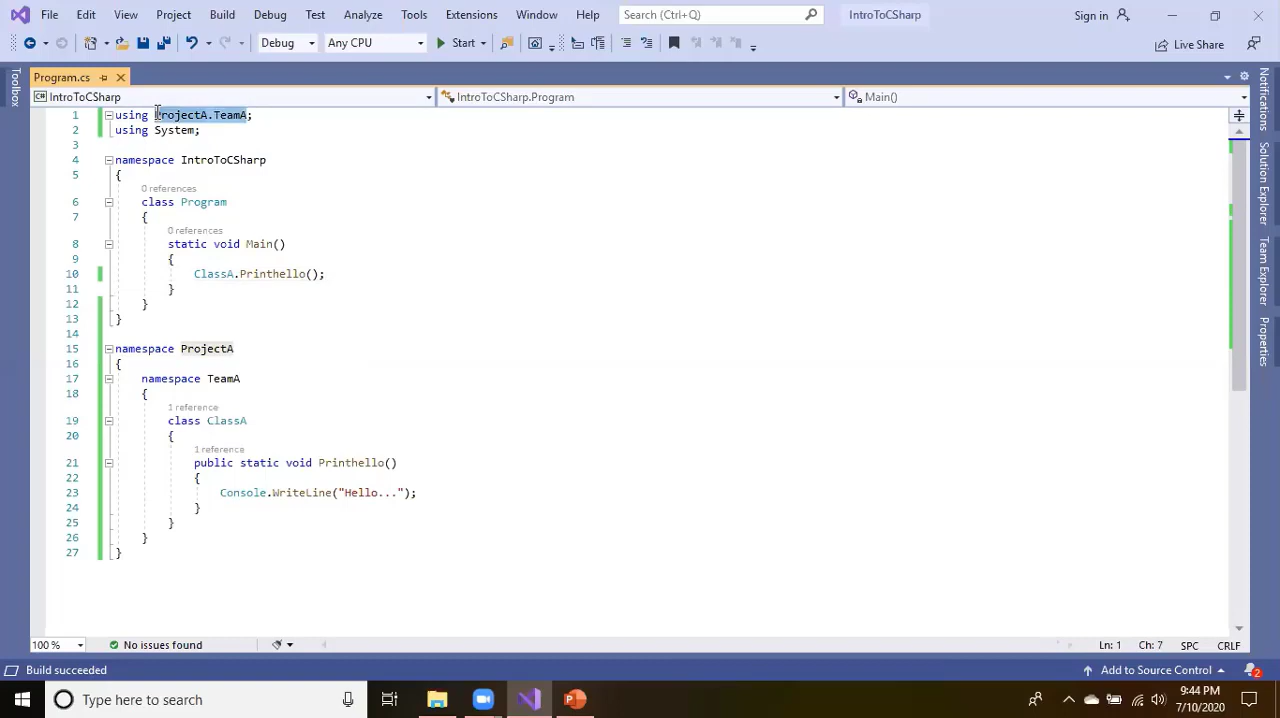 File Edit View Project Build Debug Test Analyze Tools Extensions Window Help Search (Ctrl+Q) IntroToCSharp Sign in
Debug Any CPU Start Live Share
Program.cs
IntroToCSharp IntroToCSharp.Program Main()
Toolbox
Notifications
Solution Explorer
Team Explorer
Properties
1 using ProjectA.TeamA;
2 using System;
3
4 namespace IntroToCSharp
5 {
0 references
6 class Program
7 {
0 references
8 static void Main()
9 {
10 ClassA.Printhello();
11 }
12 }
13 }
14
15 namespace ProjectA
16 {
17 namespace TeamA
18 {
1 reference
19 class ClassA
20 {
1 reference
21 public static void Printhello()
22 {
23 Console.WriteLine("Hello...");
24 }
25 }
26 }
27 }
100 % No issues found Ln: 1 Ch: 7 SPC CRLF
Build succeeded Add to Source Control 2
Type here to search 9:44 PM
7/10/2020